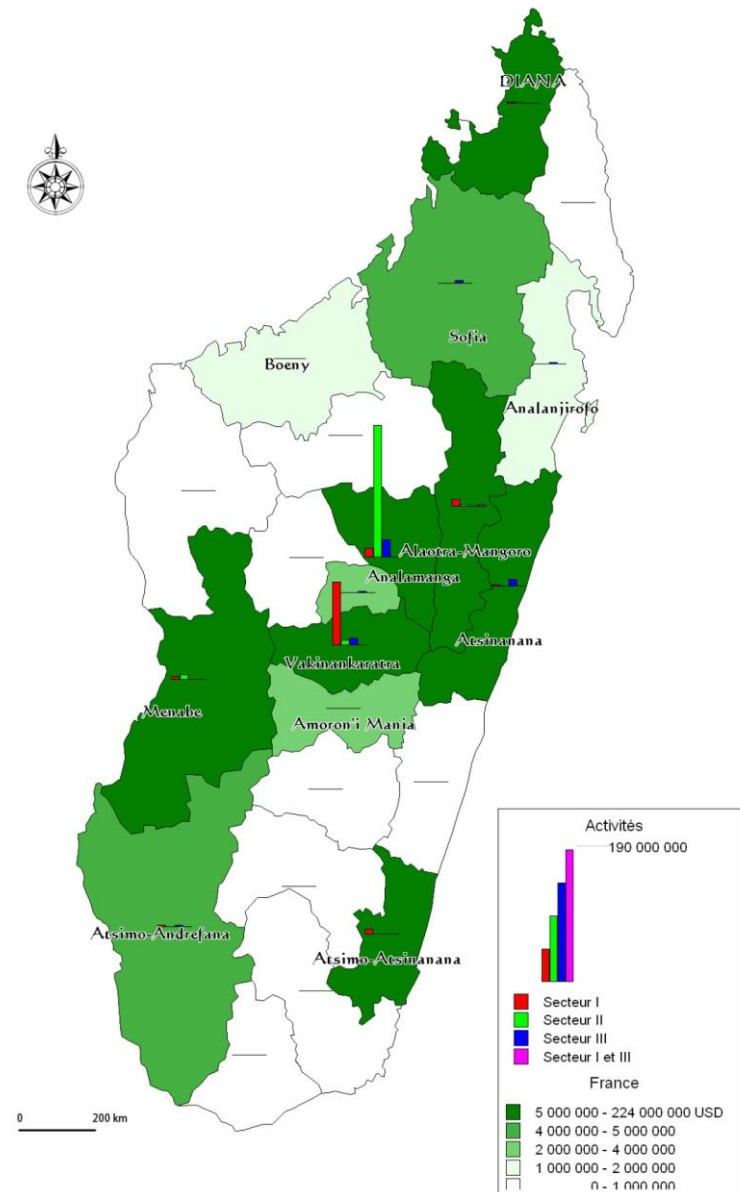 DIANA
Sofia
Boeny
Analanjirofo
Alaotra-Mangoro
Analamanga
Atsinanana
Vakinankaratra
Menabe
Amoron'i Mania
Atsimo-Andrefana
Atsimo-Atsinanana
0 200 km
Activités
190 000 000
Secteur I
Secteur II
Secteur III
Secteur I et III
France
5 000 000 - 224 000 000 USD
4 000 000 - 5 000 000
2 000 000 - 4 000 000
1 000 000 - 2 000 000
0 - 1 000 000